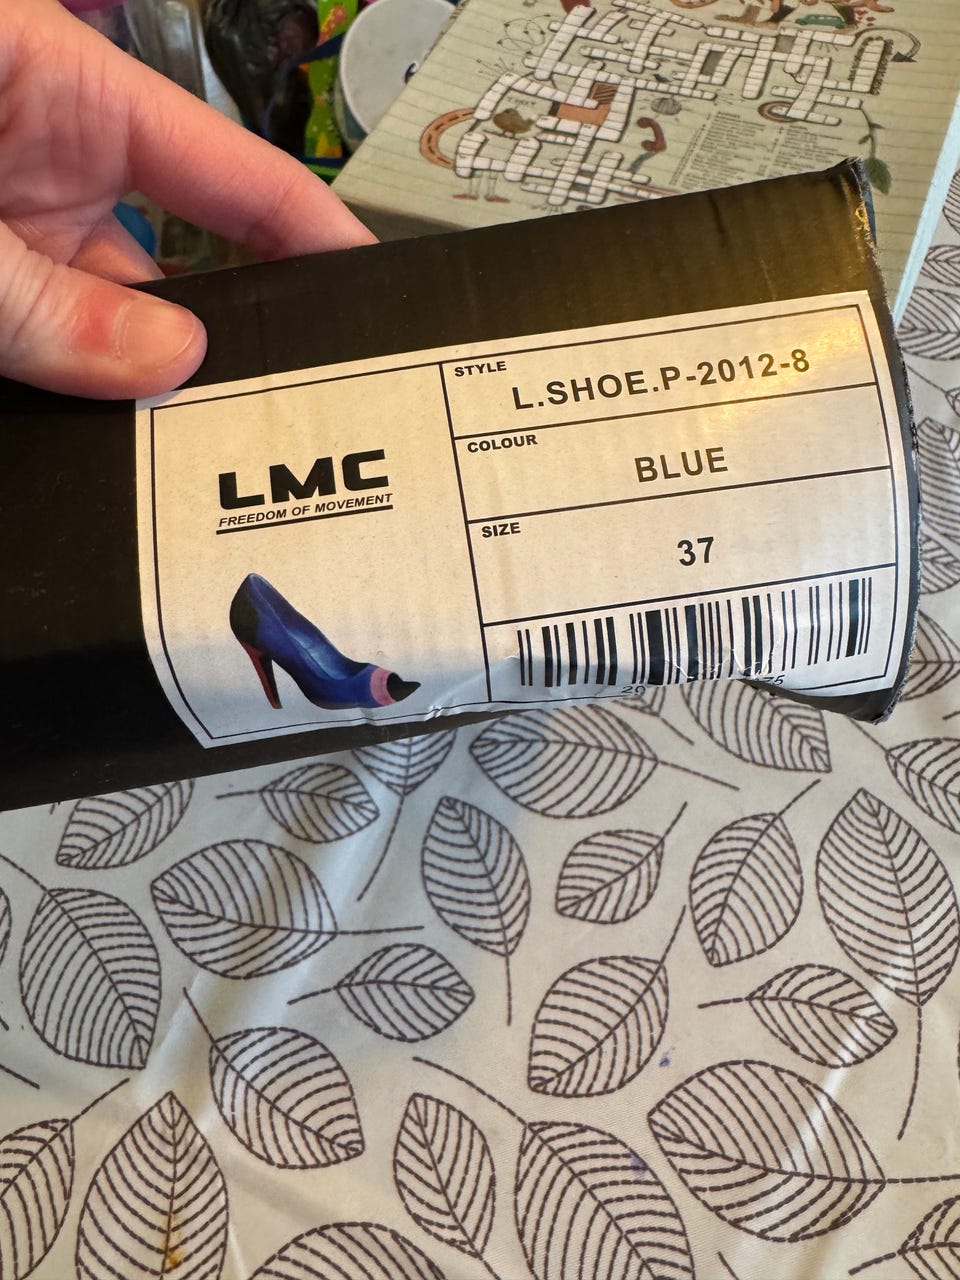 LMC
FREEDOM OF MOVEMENT
STYLE
L.SHOE.P-2012-8
COLOUR
BLUE
SIZE
37